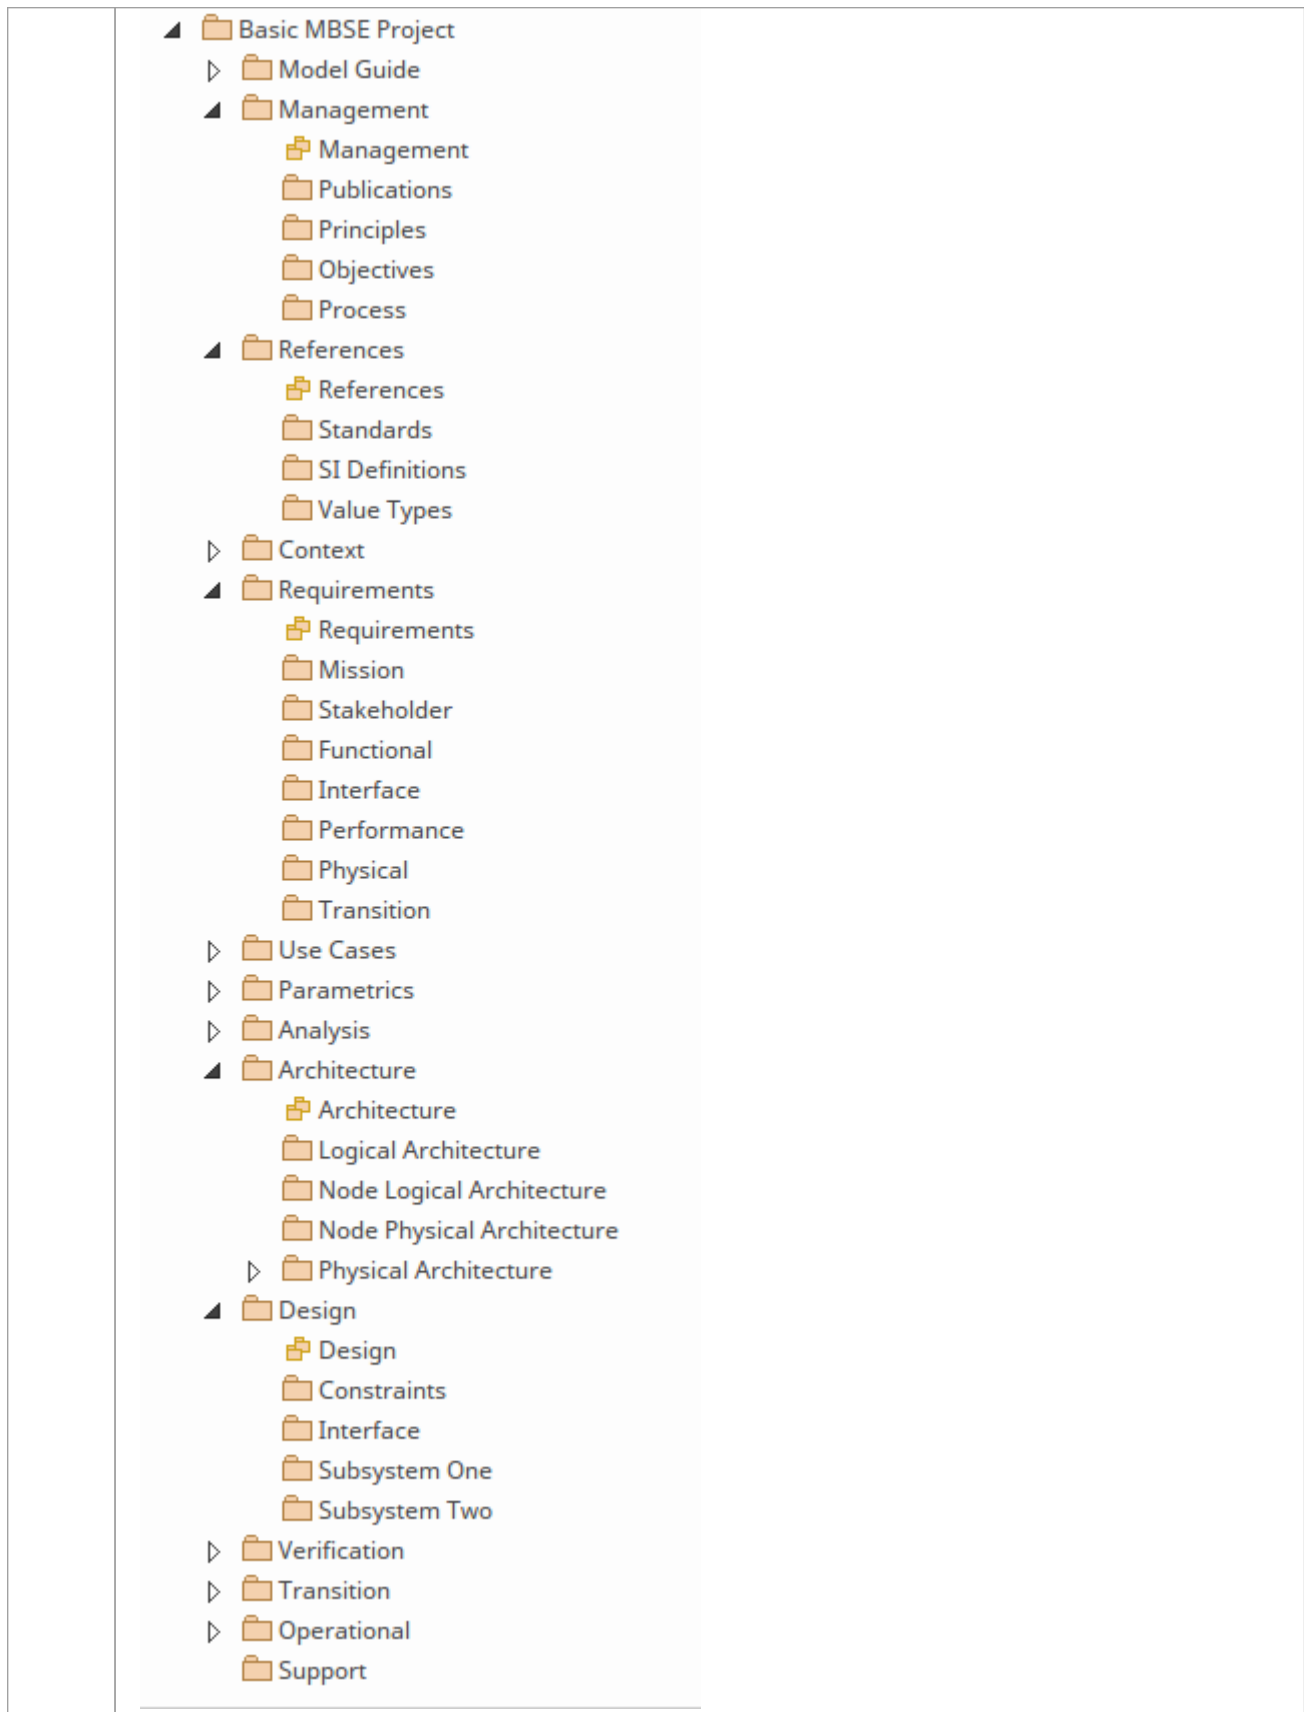 Basic MBSE Project
Model Guide
Management
Management
Publications
Principles
Objectives
Process
References
References
Standards
SI Definitions
Value Types
Context
Requirements
Requirements
Mission
Stakeholder
Functional
Interface
Performance
Physical
Transition
Use Cases
Parametrics
Analysis
Architecture
Architecture
Logical Architecture
Node Logical Architecture
Node Physical Architecture
Physical Architecture
Design
Design
Constraints
Interface
Subsystem One
Subsystem Two
Verification
Transition
Operational
Support